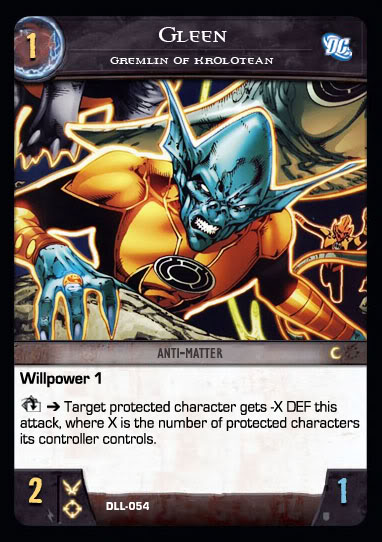 1
Gleen
Gremlin of Krolotean
DC
ANTI-MATTER
C
Willpower 1
➔ Target protected character gets -X DEF this
attack, where X is the number of protected characters
its controller controls.
2
DLL-054
1